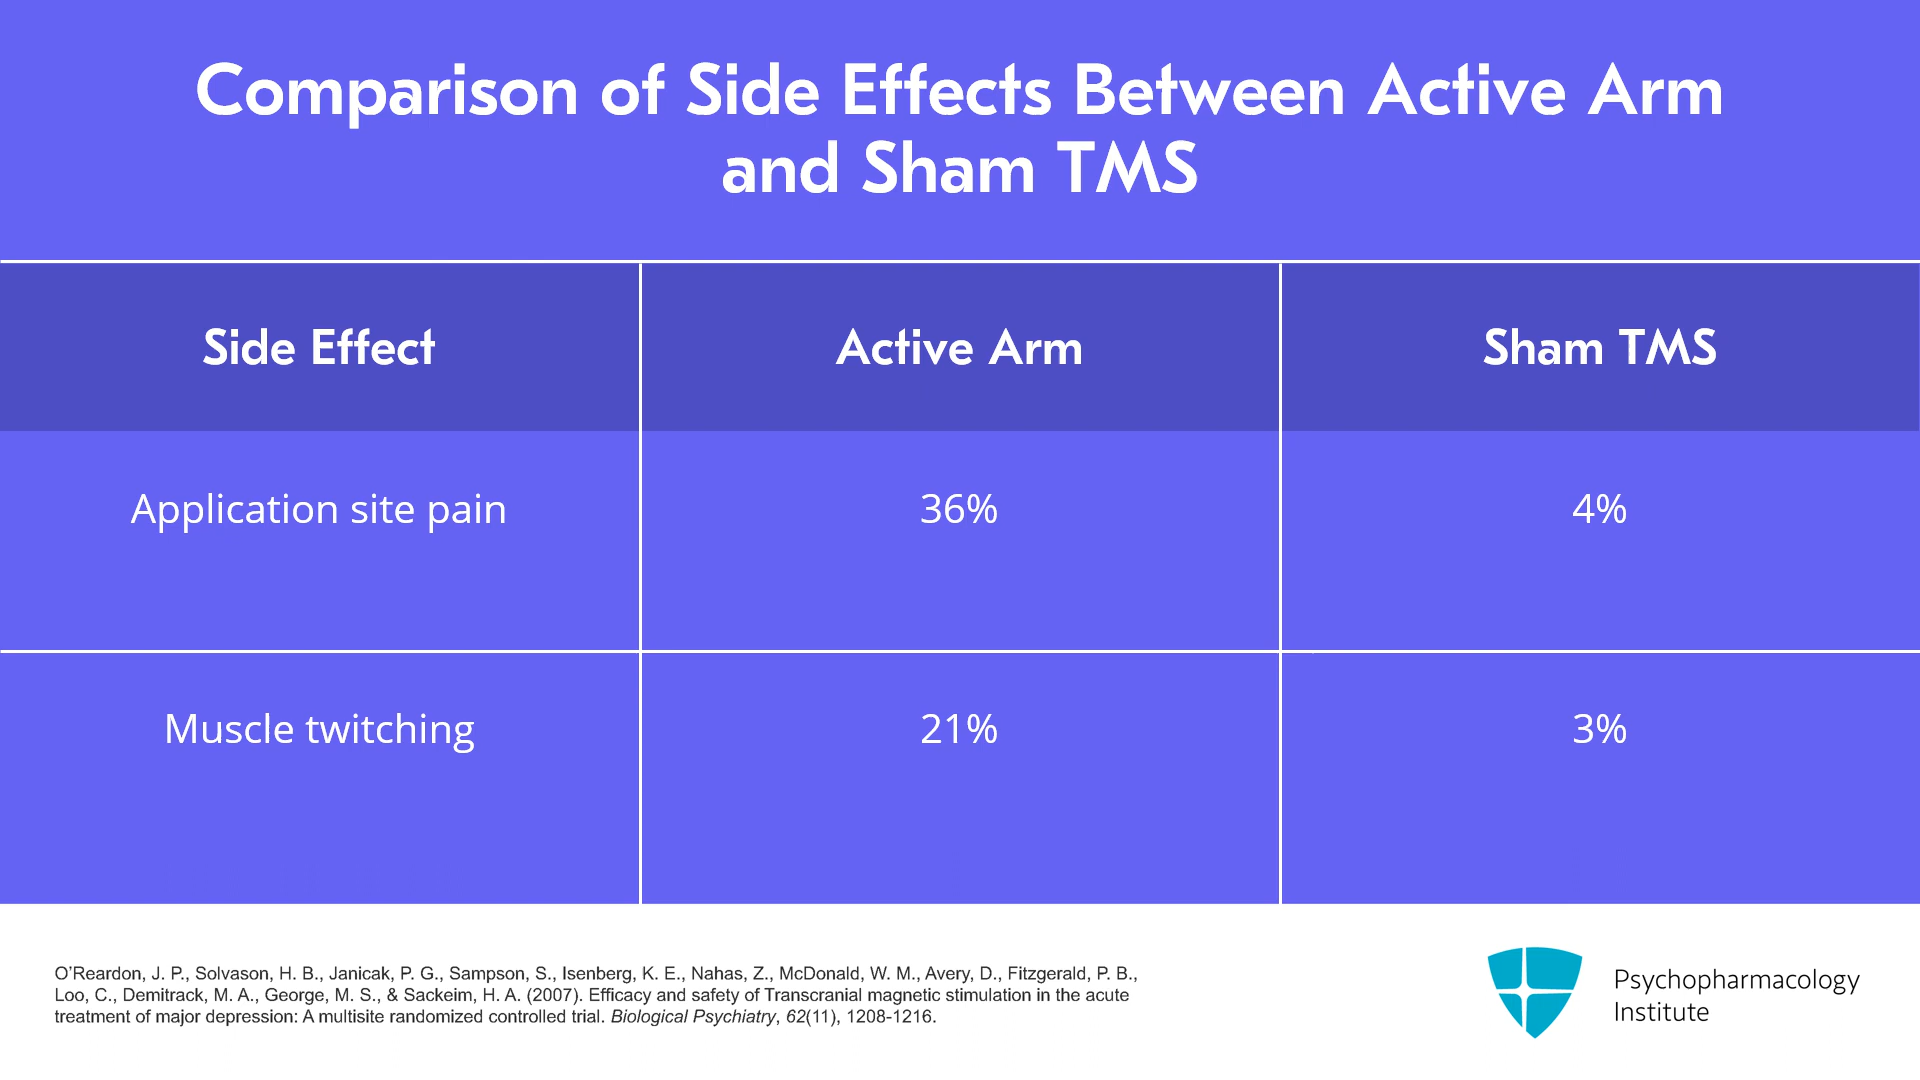 Comparison of Side Effects Between Active Arm
and Sham TMS
Side Effect
Active Arm
Sham TMS
Application site pain
36%
4%
Muscle twitching
21%
3%
O’Reardon, J. P., Solvason, H. B., Janicak, P. G., Sampson, S., Isenberg, K. E., Nahas, Z., McDonald, W. M., Avery, D., Fitzgerald, P. B.,
Loo, C., Demitrack, M. A., George, M. S., & Sackeim, H. A. (2007). Efficacy and safety of Transcranial magnetic stimulation in the acute
treatment of major depression: A multisite randomized controlled trial. Biological Psychiatry, 62(11), 1208-1216.
Psychopharmacology
Institute